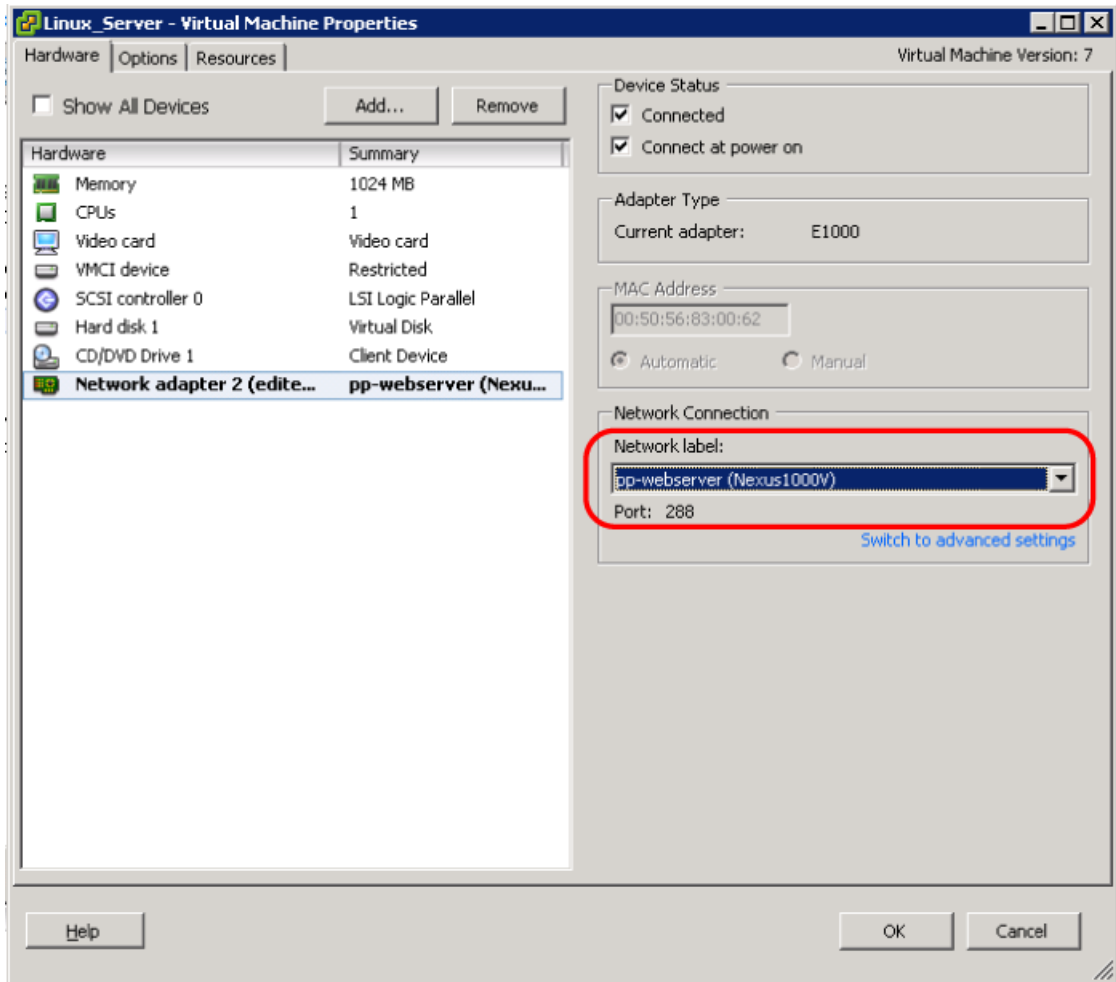 Linux_Server - Virtual Machine Properties
Hardware Options Resources Virtual Machine Version: 7
Show All Devices Add... Remove
Hardware Summary
Memory 1024 MB
CPUs 1
Video card Video card
VMCI device Restricted
SCSI controller 0 LSI Logic Parallel
Hard disk 1 Virtual Disk
CD/DVD Drive 1 Client Device
Network adapter 2 (edite... pp-webserver (Nexu...
Device Status
Connected
Connect at power on
Adapter Type
Current adapter: E1000
MAC Address
00:50:56:83:00:62
Automatic Manual
Network Connection
Network label:
pp-webserver (Nexus1000V)
Port: 288
Switch to advanced settings
Help OK Cancel